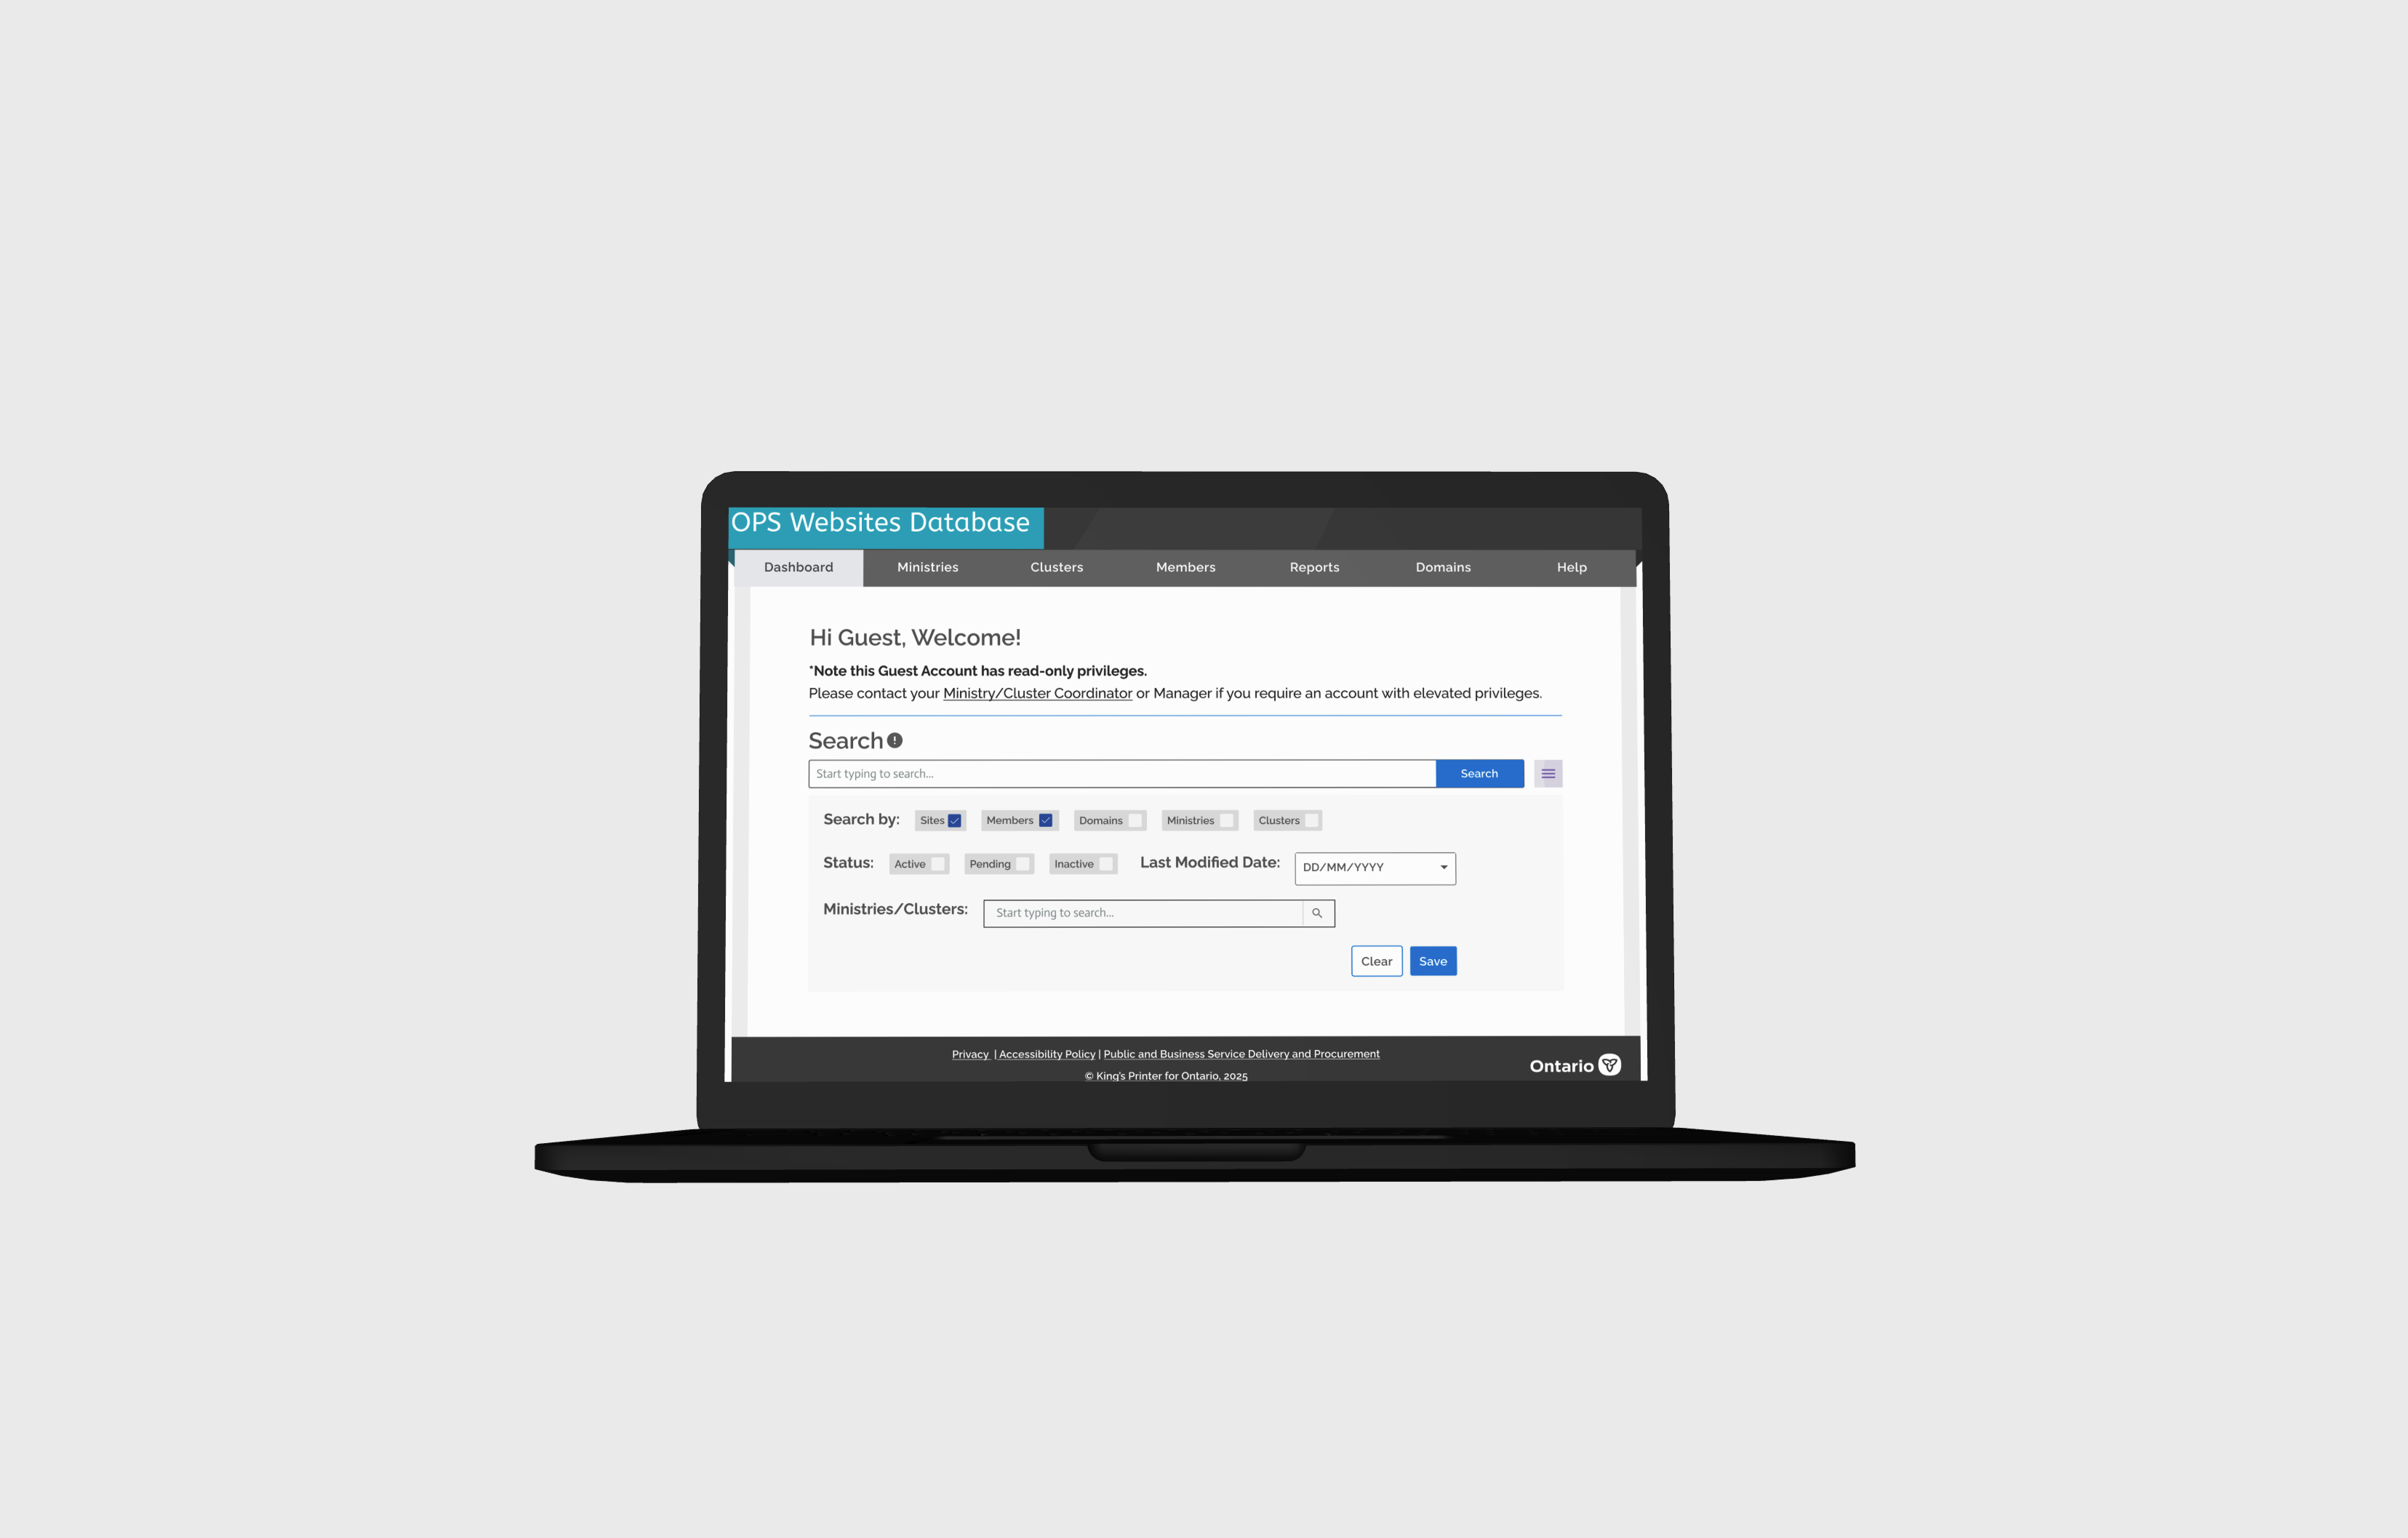 OPS Websites Database
Dashboard Ministries Clusters Members Reports Domains Help
Hi Guest, Welcome!
*Note this Guest Account has read-only privileges.
Please contact your Ministry/Cluster Coordinator or Manager if you require an account with elevated privileges.
Search
Start typing to search... Search
Search by: Sites Members Domains Ministries Clusters
Status: Active Pending Inactive Last Modified Date: DD/MM/YYYY
Ministries/Clusters: Start typing to search...
Clear Save
Privacy | Accessibility Policy | Public and Business Service Delivery and Procurement
© King's Printer for Ontario, 2025
Ontario